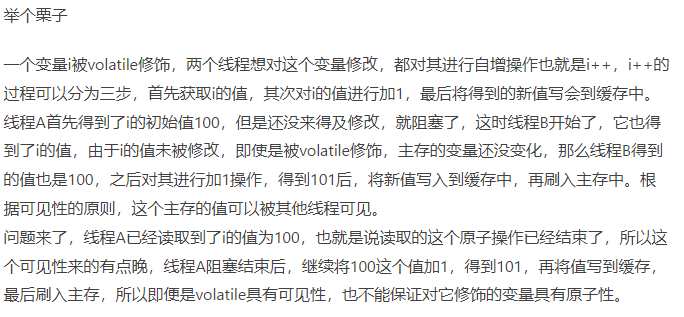 举个栗子
一个变量i被volatile修饰，两个线程想对这个变量修改，都对其进行自增操作也就是i++，i++的
过程可以分为三步，首先获取i的值，其次对i的值进行加1，最后将得到的新值写会到缓存中。
线程A首先得到了i的初始值100，但是还没来得及修改，就阻塞了，这时线程B开始了，它也得
到了i的值，由于i的值未被修改，即使是被volatile修饰，主存的变量还没变化，那么线程B得到
的值也是100，之后对其进行加1操作，得到101后，将新值写入到缓存中，再刷入主存中。根
据可见性的原则，这个主存的值可以被其他线程可见。
问题来了，线程A已经读取到了i的值为100，也就是说读取的这个原子操作已经结束了，所以这
个可见性来的有点晚，线程A阻塞结束后，继续将100这个值加1，得到101，再将值写到缓存，
最后刷入主存，所以即便是volatile具有可见性，也不能保证对它修饰的变量具有原子性。